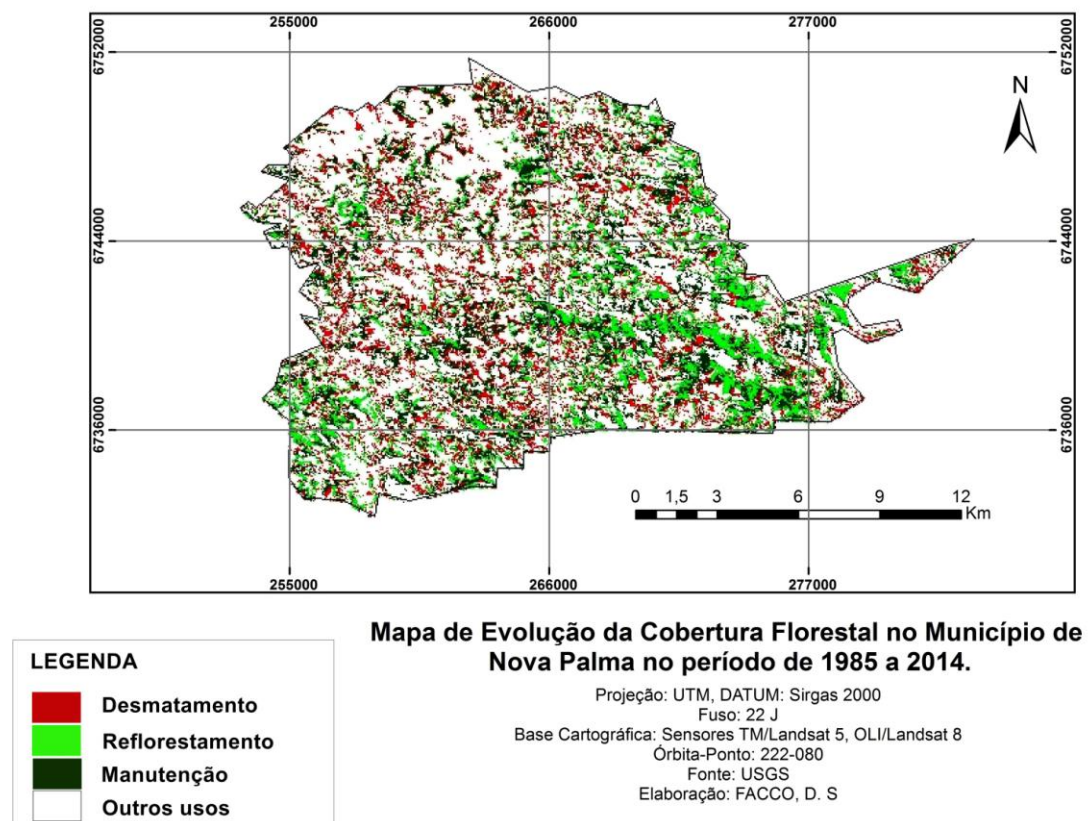 255000 266000 277000
6752000 6752000
N
6744000 6744000
6736000 6736000
0 1,5 3 6 9 12
Km
255000 266000 277000
Mapa de Evolução da Cobertura Florestal no Município de
Nova Palma no período de 1985 a 2014.
Projeção: UTM, DATUM: Sirgas 2000
Fuso: 22 J
Base Cartográfica: Sensores TM/Landsat 5, OLI/Landsat 8
Órbita-Ponto: 222-080
Fonte: USGS
Elaboração: FACCO, D. S
LEGENDA
Desmatamento
Reflorestamento
Manutenção
Outros usos